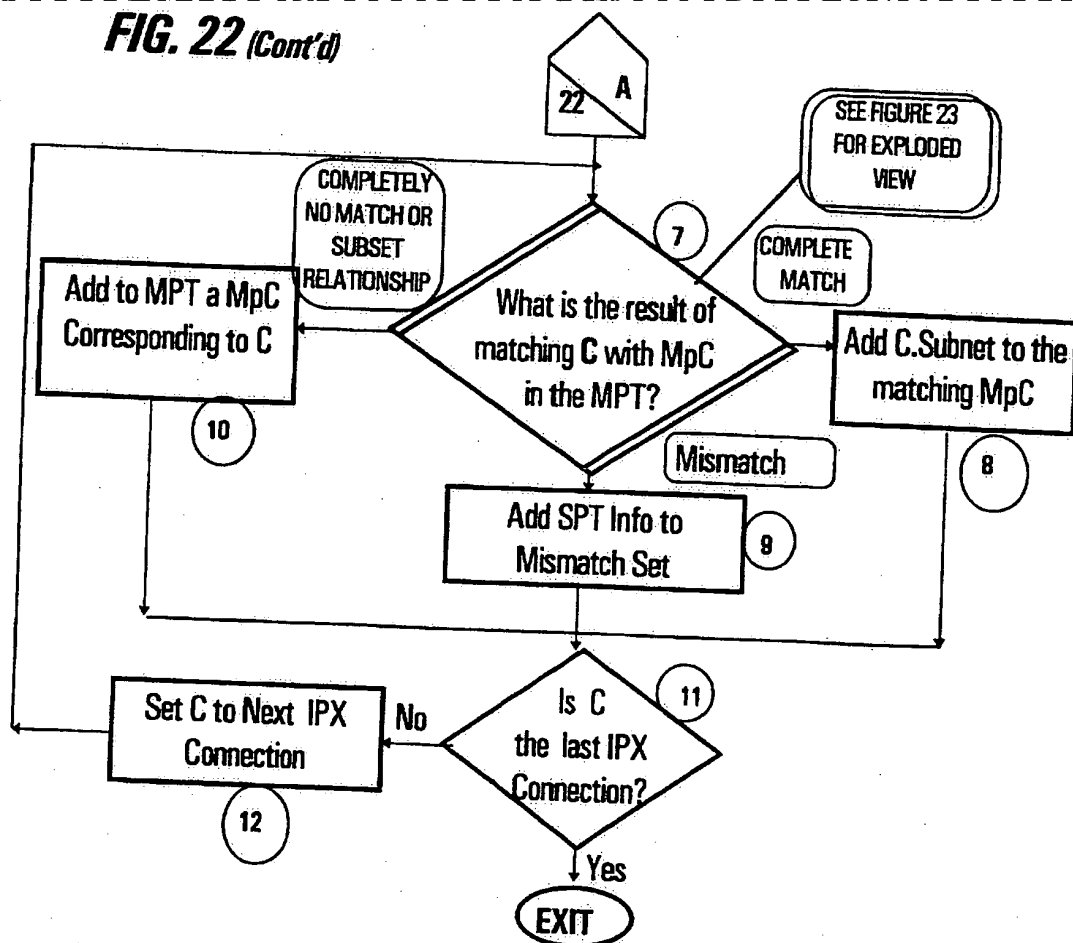 FIG. 22 (Cont'd)
22 A
SEE FIGURE 23
FOR EXPLODED
VIEW
COMPLETELY
NO MATCH OR
SUBSET
RELATIONSHIP
7
COMPLETE
MATCH
Add to MPT a MpC
Corresponding to C
10
What is the result of
matching C with MpC
in the MPT?
Add C.Subnet to the
matching MpC
8
Mismatch
Add SPT Info to
Mismatch Set
9
Set C to Next IPX
Connection
12
No
Is C
the last IPX
Connection?
11
Yes
EXIT